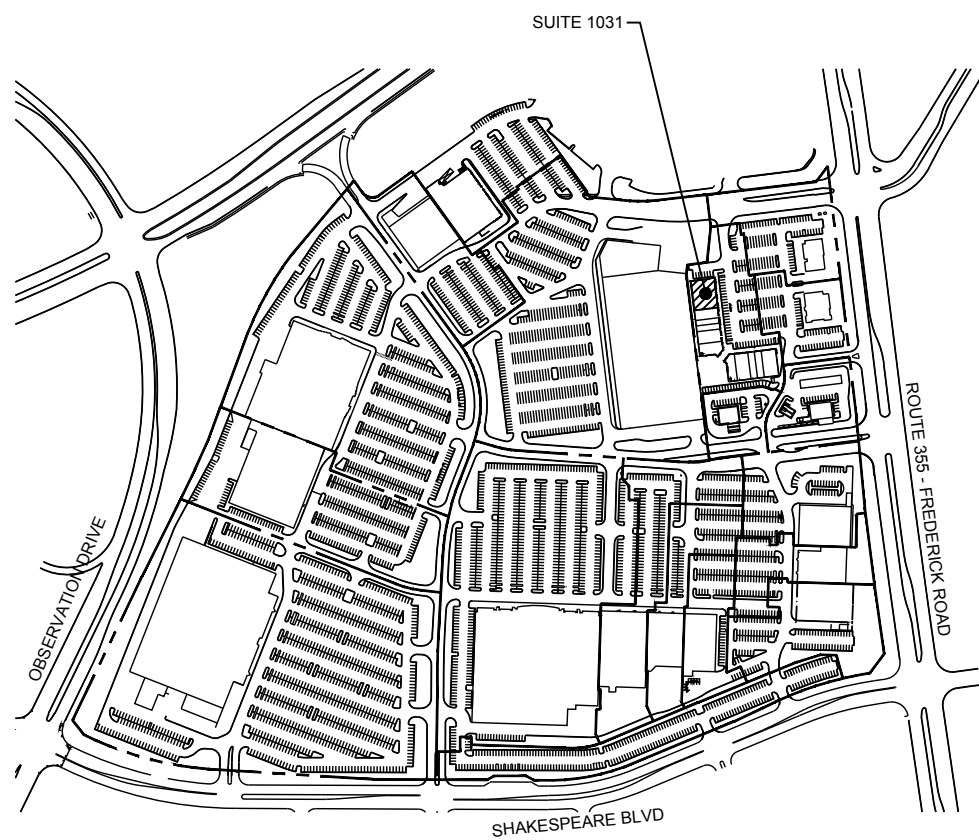 SUITE 1031
ROUTE 355 - FREDERICK ROAD
OBSERVATION DRIVE
SHAKESPEARE BLVD